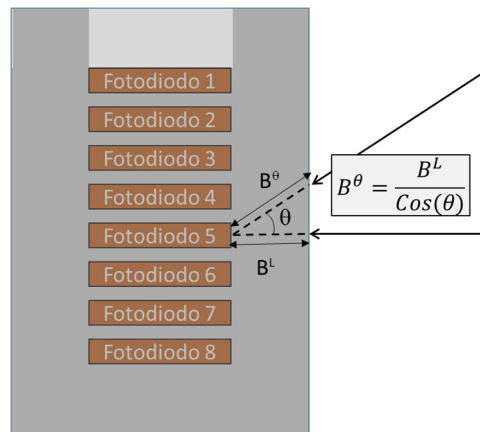 Fotodiodo 1
Fotodiodo 2
Fotodiodo 3
Fotodiodo 4
Fotodiodo 5
Fotodiodo 6
Fotodiodo 7
Fotodiodo 8
B^θ
θ
B^L
B^θ = B^L / Cos(θ)